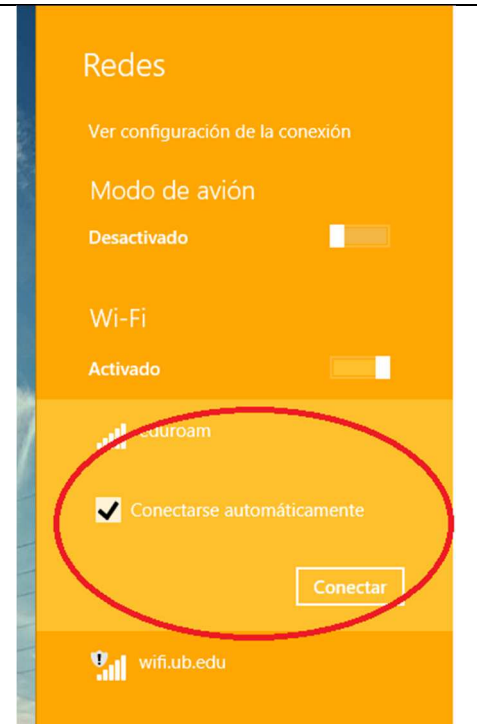 Redes
Ver configuración de la conexión
Modo de avión
Desactivado
Wi-Fi
Activado
eduroam
Conectarse automáticamente
Conectar
wifi.ub.edu